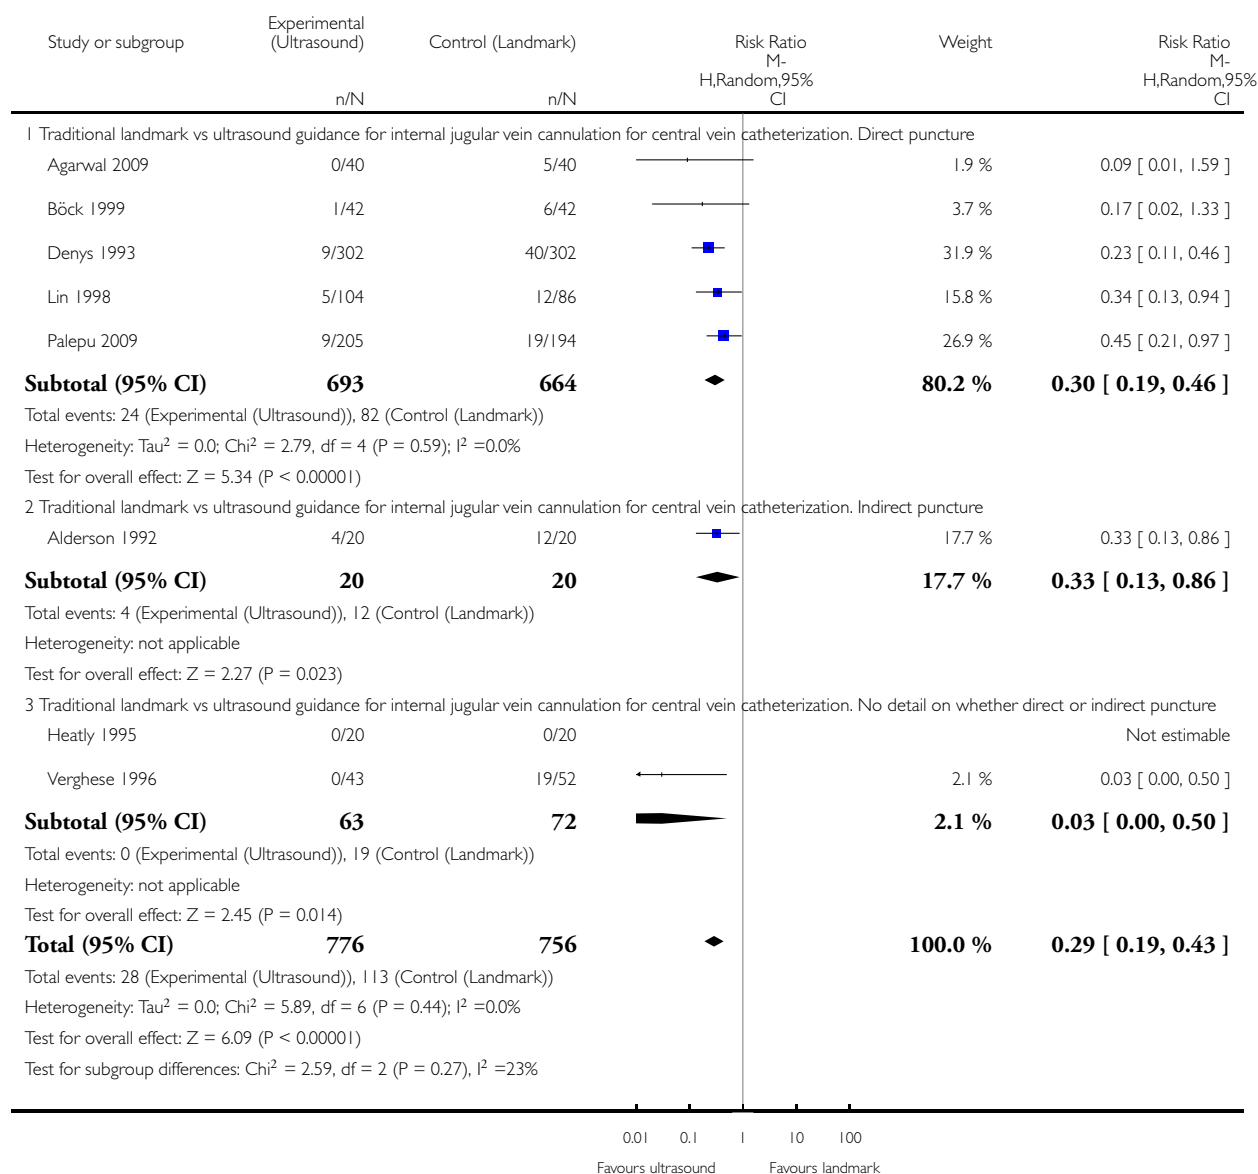 Study or subgroup Experimental (Ultrasound) Control (Landmark) Risk Ratio Weight Risk Ratio
M-H,Random,95% CI M-H,Random,95% CI
n/N n/N
1 Traditional landmark vs ultrasound guidance for internal jugular vein cannulation for central vein catheterization. Direct puncture
Agarwal 2009 0/40 5/40 1.9 % 0.09 [ 0.01, 1.59 ]
Böck 1999 1/42 6/42 3.7 % 0.17 [ 0.02, 1.33 ]
Denys 1993 9/302 40/302 31.9 % 0.23 [ 0.11, 0.46 ]
Lin 1998 5/104 12/86 15.8 % 0.34 [ 0.13, 0.94 ]
Palepu 2009 9/205 19/194 26.9 % 0.45 [ 0.21, 0.97 ]
Subtotal (95% CI) 693 664 80.2 % 0.30 [ 0.19, 0.46 ]
Total events: 24 (Experimental (Ultrasound)), 82 (Control (Landmark))
Heterogeneity: Tau² = 0.0; Chi² = 2.79, df = 4 (P = 0.59); I² =0.0%
Test for overall effect: Z = 5.34 (P < 0.00001)
2 Traditional landmark vs ultrasound guidance for internal jugular vein cannulation for central vein catheterization. Indirect puncture
Alderson 1992 4/20 12/20 17.7 % 0.33 [ 0.13, 0.86 ]
Subtotal (95% CI) 20 20 17.7 % 0.33 [ 0.13, 0.86 ]
Total events: 4 (Experimental (Ultrasound)), 12 (Control (Landmark))
Heterogeneity: not applicable
Test for overall effect: Z = 2.27 (P = 0.023)
3 Traditional landmark vs ultrasound guidance for internal jugular vein cannulation for central vein catheterization. No detail on whether direct or indirect puncture
Heatly 1995 0/20 0/20 Not estimable
Verghese 1996 0/43 19/52 2.1 % 0.03 [ 0.00, 0.50 ]
Subtotal (95% CI) 63 72 2.1 % 0.03 [ 0.00, 0.50 ]
Total events: 0 (Experimental (Ultrasound)), 19 (Control (Landmark))
Heterogeneity: not applicable
Test for overall effect: Z = 2.45 (P = 0.014)
Total (95% CI) 776 756 100.0 % 0.29 [ 0.19, 0.43 ]
Total events: 28 (Experimental (Ultrasound)), 113 (Control (Landmark))
Heterogeneity: Tau² = 0.0; Chi² = 5.89, df = 6 (P = 0.44); I² =0.0%
Test for overall effect: Z = 6.09 (P < 0.00001)
Test for subgroup differences: Chi² = 2.59, df = 2 (P = 0.27), I² =23%
0.01 0.1 1 10 100
Favours ultrasound Favours landmark